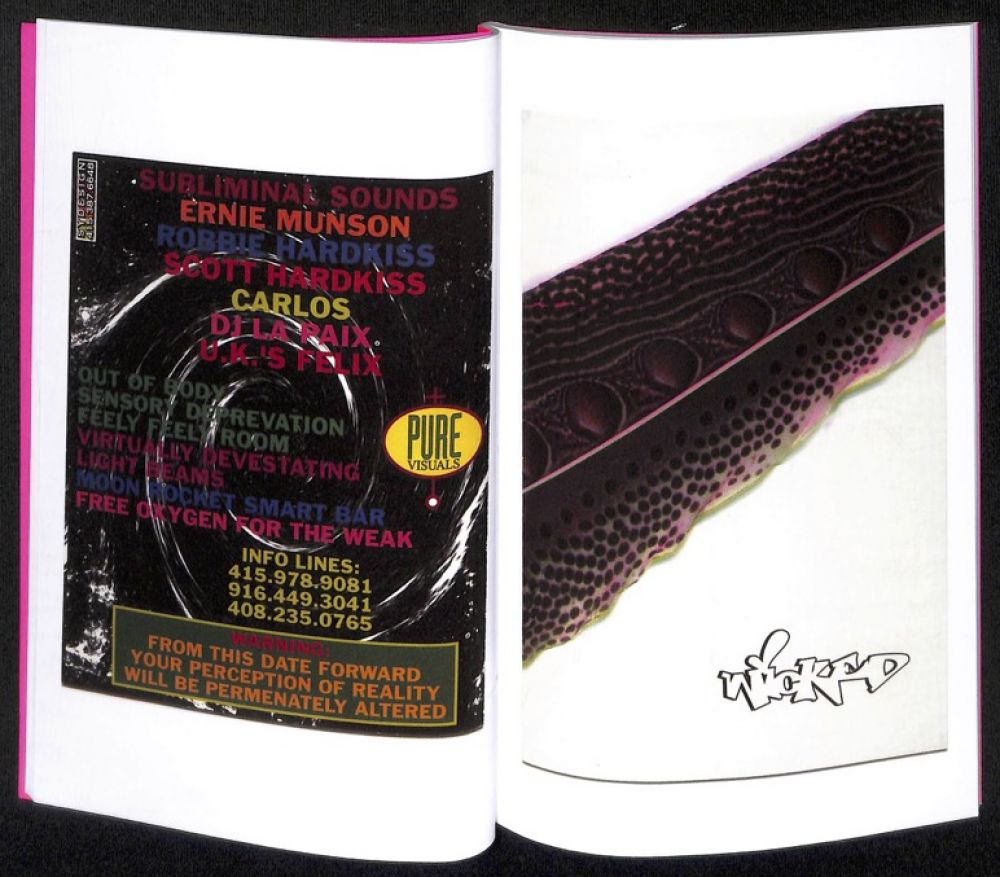 SYDESIGN
415.387.6648
SUBLIMINAL SOUNDS
ERNIE MUNSON
ROBBIE HARDKISS
SCOTT HARDKISS
CARLOS
DJ LA PAIX.
U.K.'S FELIX
OUT OF BODY
SENSORY DEPREVATION
FEELY FEELY ROOM
VIRTUALLY DEVESTATING
LIGHT BEAMS
MOON ROCKET SMART BAR
FREE OXYGEN FOR THE WEAK
PURE
VISUALS
INFO LINES:
415.978.9081
916.449.3041
408.235.0765
WARNING:
FROM THIS DATE FORWARD
YOUR PERCEPTION OF REALITY
WILL BE PERMENATELY ALTERED
WICKED